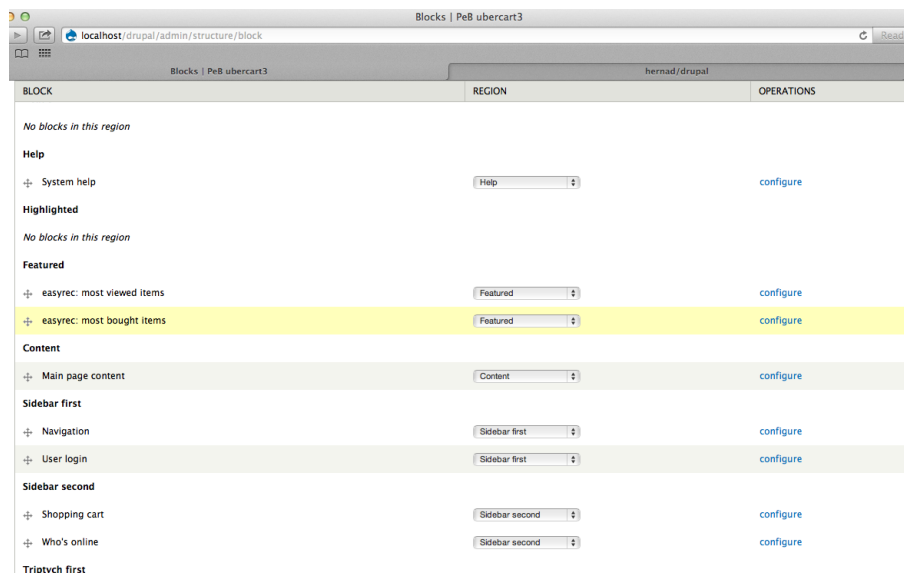 Blocks | PeB ubercart3
localhost/drupal/admin/structure/block
Read
Blocks | PeB ubercart3
hernad/drupal
BLOCK REGION OPERATIONS
No blocks in this region
Help
System help Help configure
Highlighted
No blocks in this region
Featured
easyrec: most viewed items Featured configure
easyrec: most bought items Featured configure
Content
Main page content Content configure
Sidebar first
Navigation Sidebar first configure
User login Sidebar first configure
Sidebar second
Shopping cart Sidebar second configure
Who's online Sidebar second configure
Triptych first